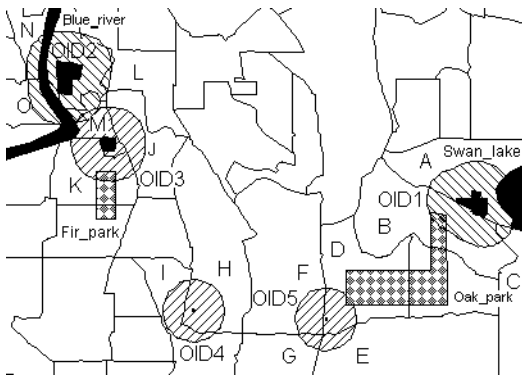 L
N
Blue_river
OID2
L
O
M
J
A
Swan_lake
K
OID3
OID1
Fir_park
B
D
I
H
F
C
OID5
Oak_park
OID4
G
E